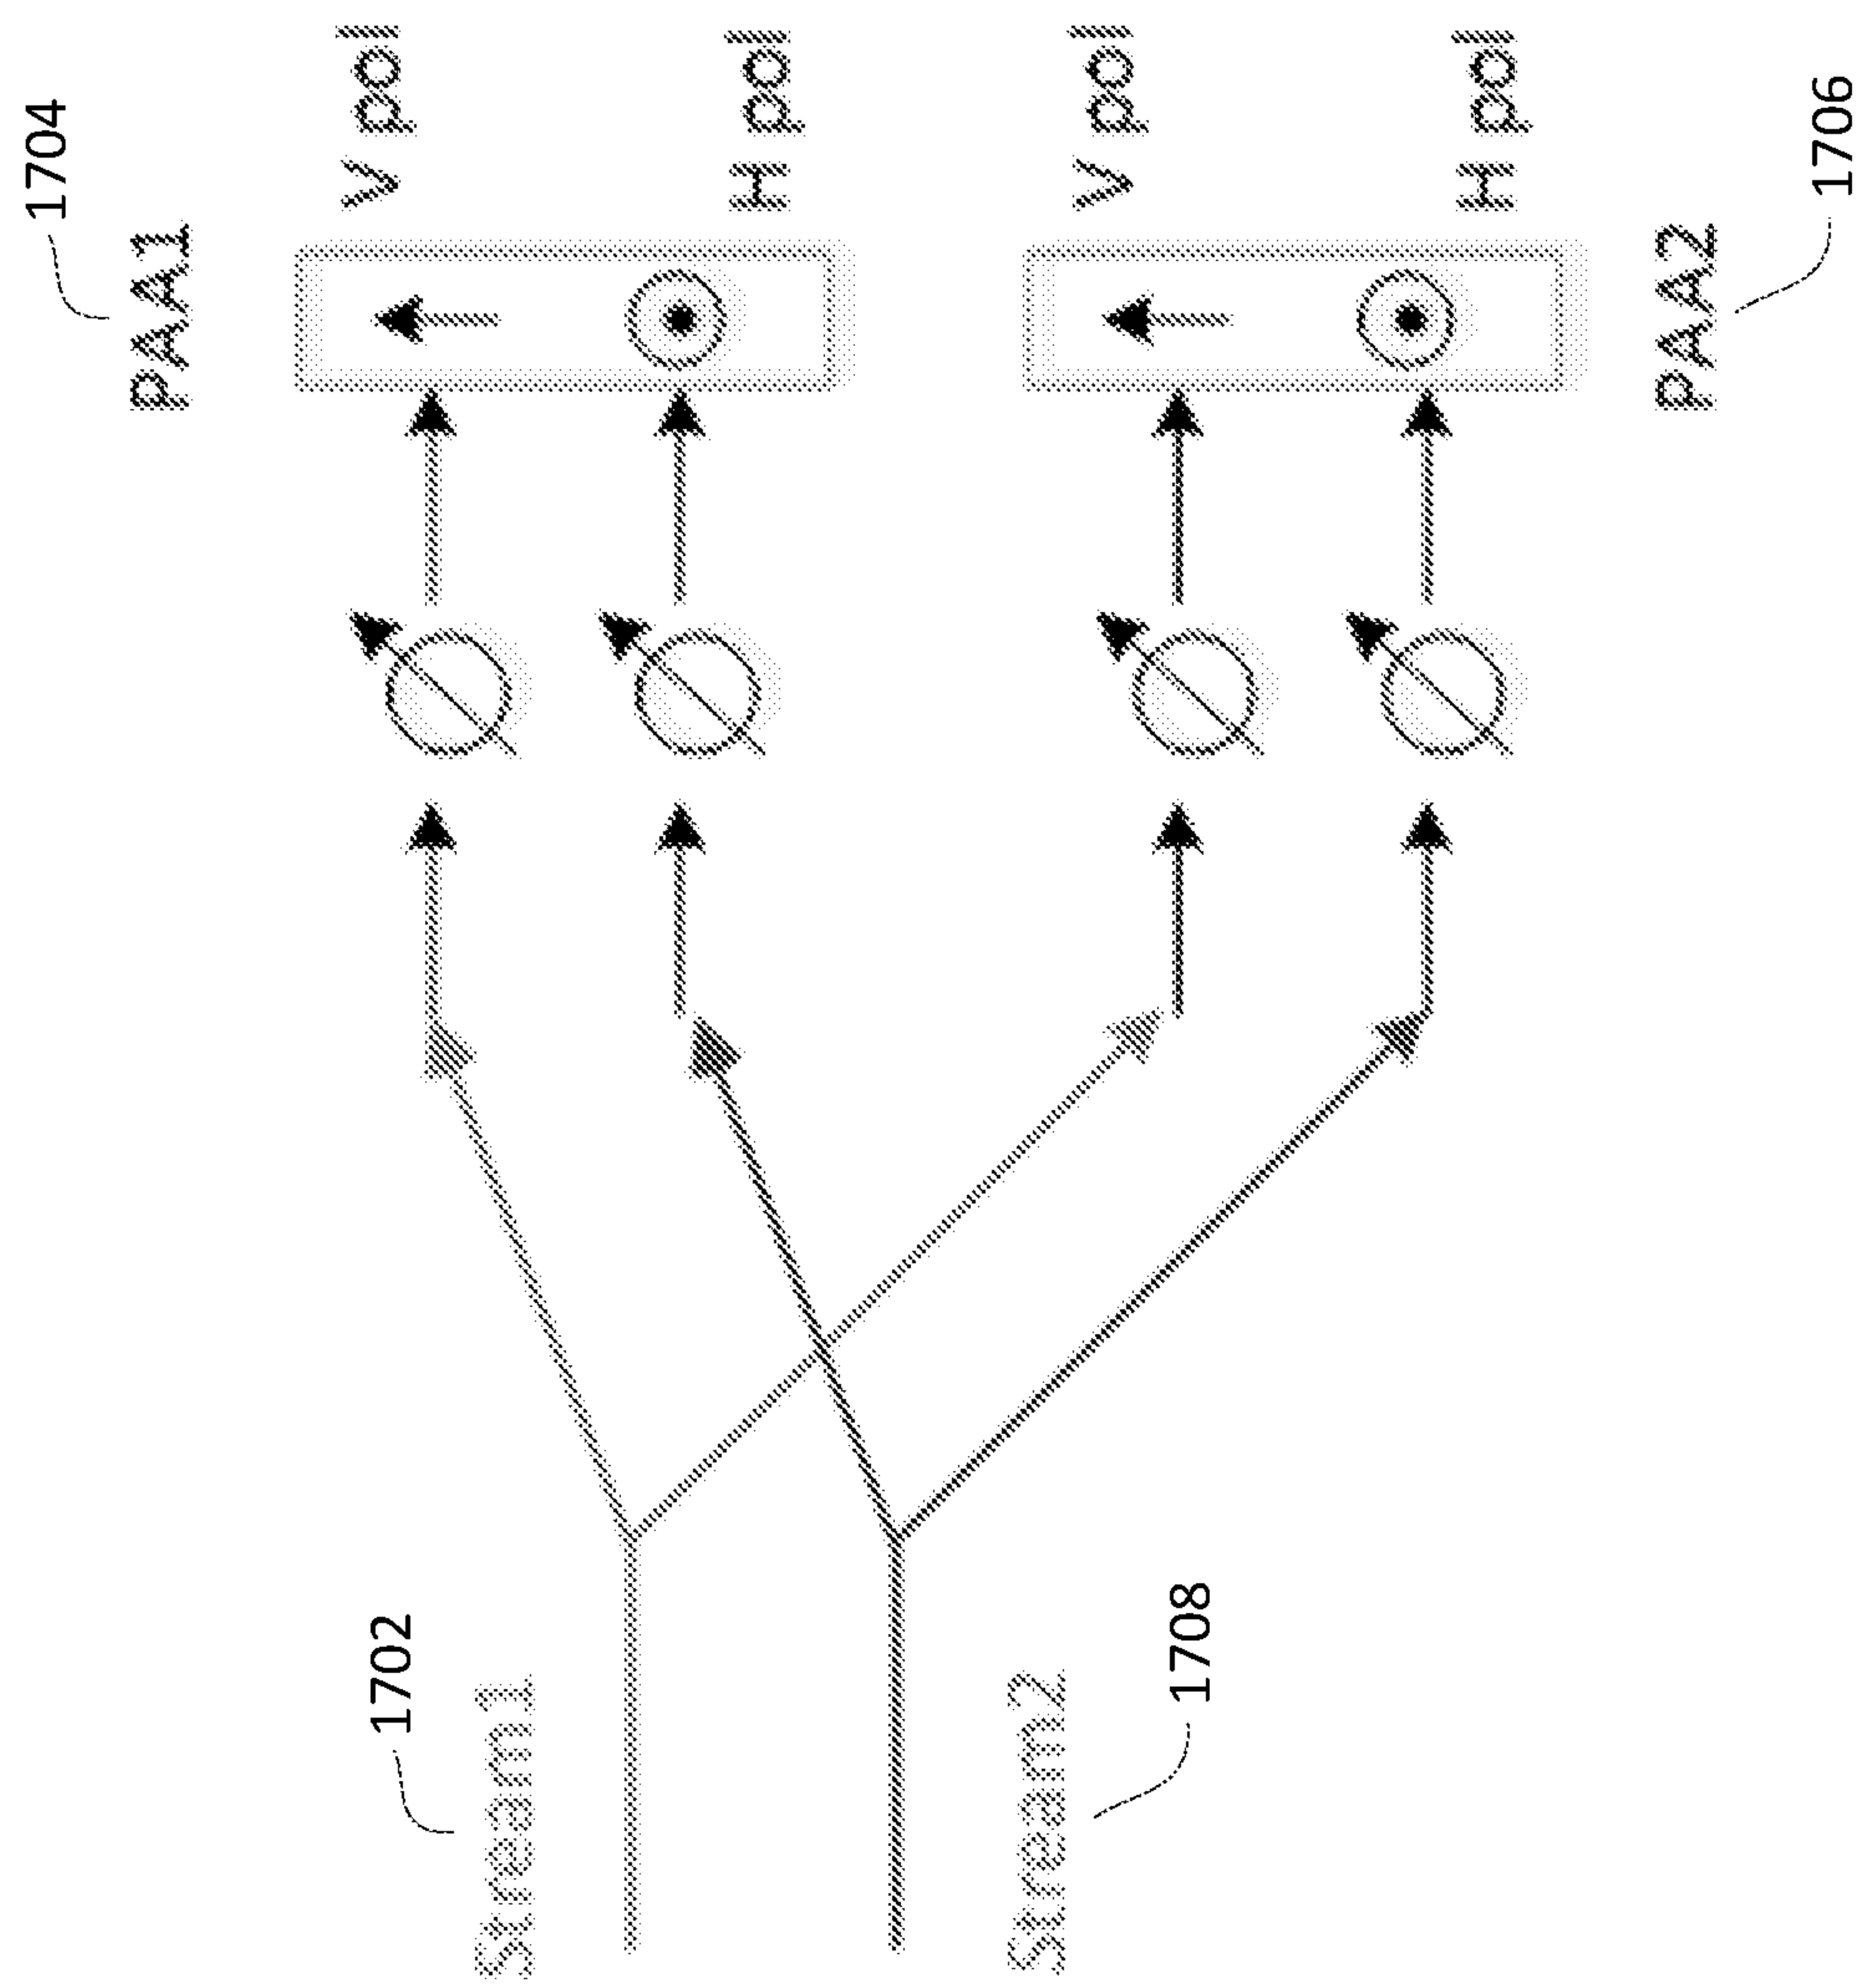 1704
PAA1
V pol
H pol
V pol
H pol
PAA2
1706
1702
Stream1
Stream2
1708